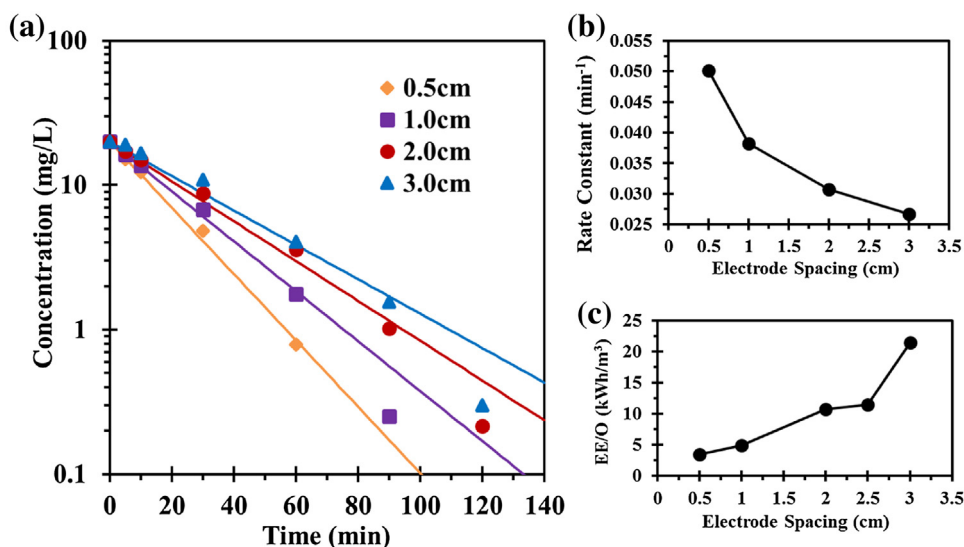 (a)
100
10
1
0.1
Concentration (mg/L)
0.5cm
1.0cm
2.0cm
3.0cm
0 20 40 60 80 100 120 140
Time (min)
(b)
0.055
0.050
0.045
0.040
0.035
0.030
0.025
Rate Constant (min⁻¹)
0 0.5 1.0 1.5 2.0 2.5 3.0 3.5
Electrode Spacing (cm)
(c)
25
20
15
10
5
0
EE/O (kWh/m³)
0 0.5 1 1.5 2 2.5 3 3.5
Electrode Spacing (cm)